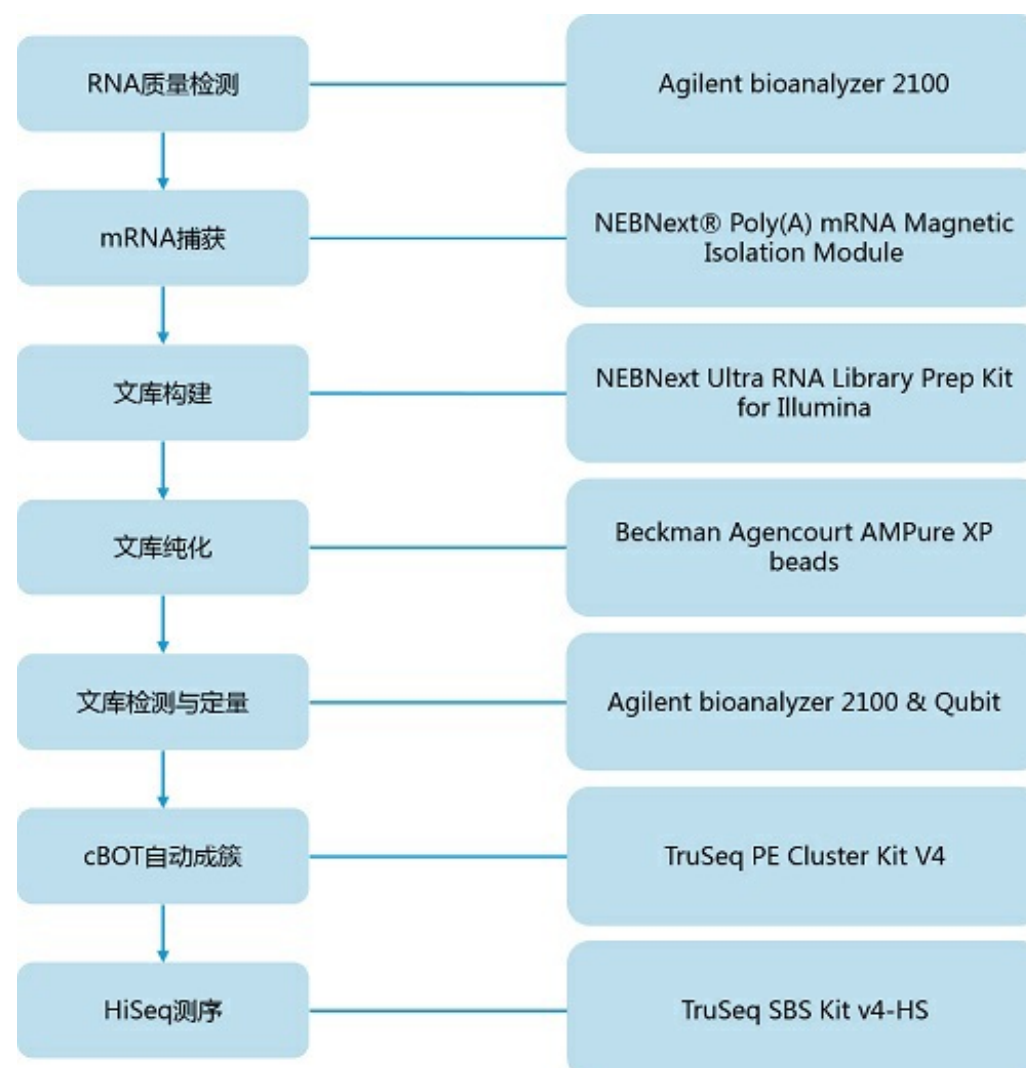 RNA质量检测
Agilent bioanalyzer 2100
mRNA捕获
NEBNext® Poly(A) mRNA Magnetic
Isolation Module
文库构建
NEBNext Ultra RNA Library Prep Kit
for Illumina
文库纯化
Beckman Agencourt AMPure XP
beads
文库检测与定量
Agilent bioanalyzer 2100 & Qubit
cBOT自动成簇
TruSeq PE Cluster Kit V4
HiSeq测序
TruSeq SBS Kit v4-HS